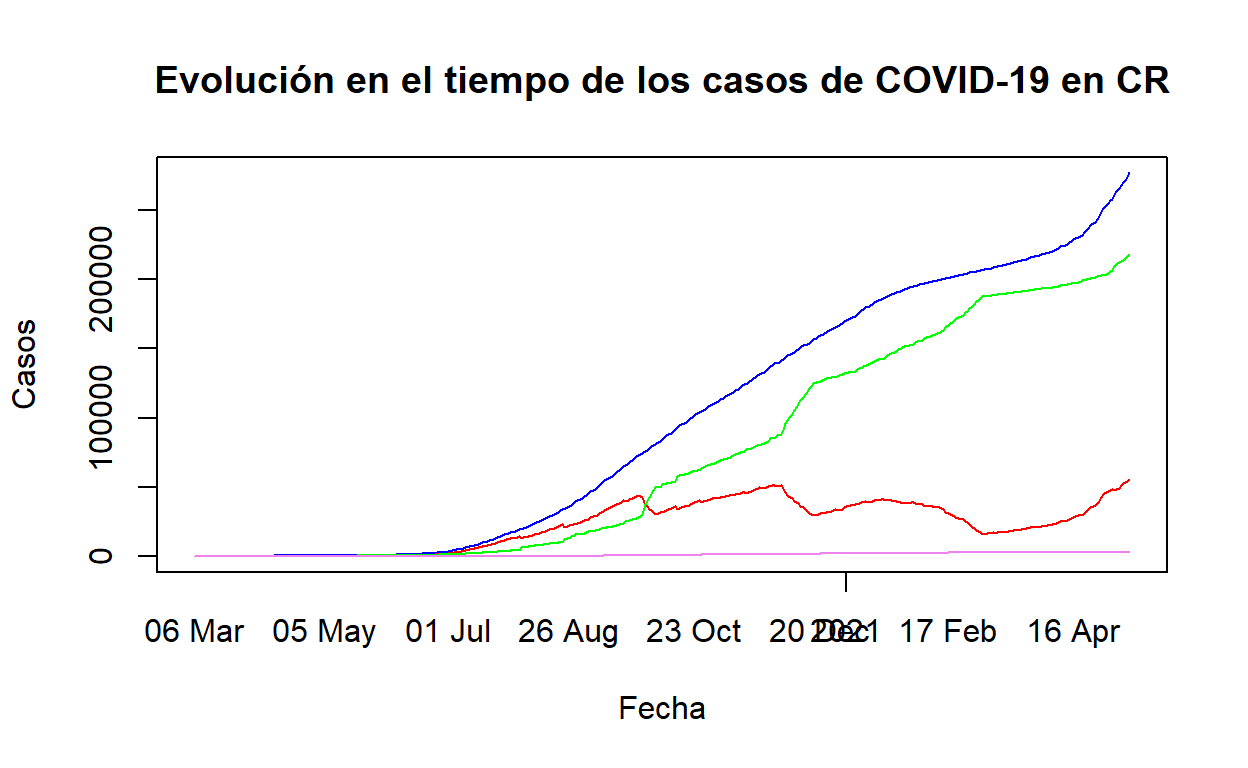 Evolución en el tiempo de los casos de COVID-19 en CR
Casos
200000
100000
0
06 Mar 05 May 01 Jul 26 Aug 23 Oct 20 Dec 2021 17 Feb 16 Apr
Fecha